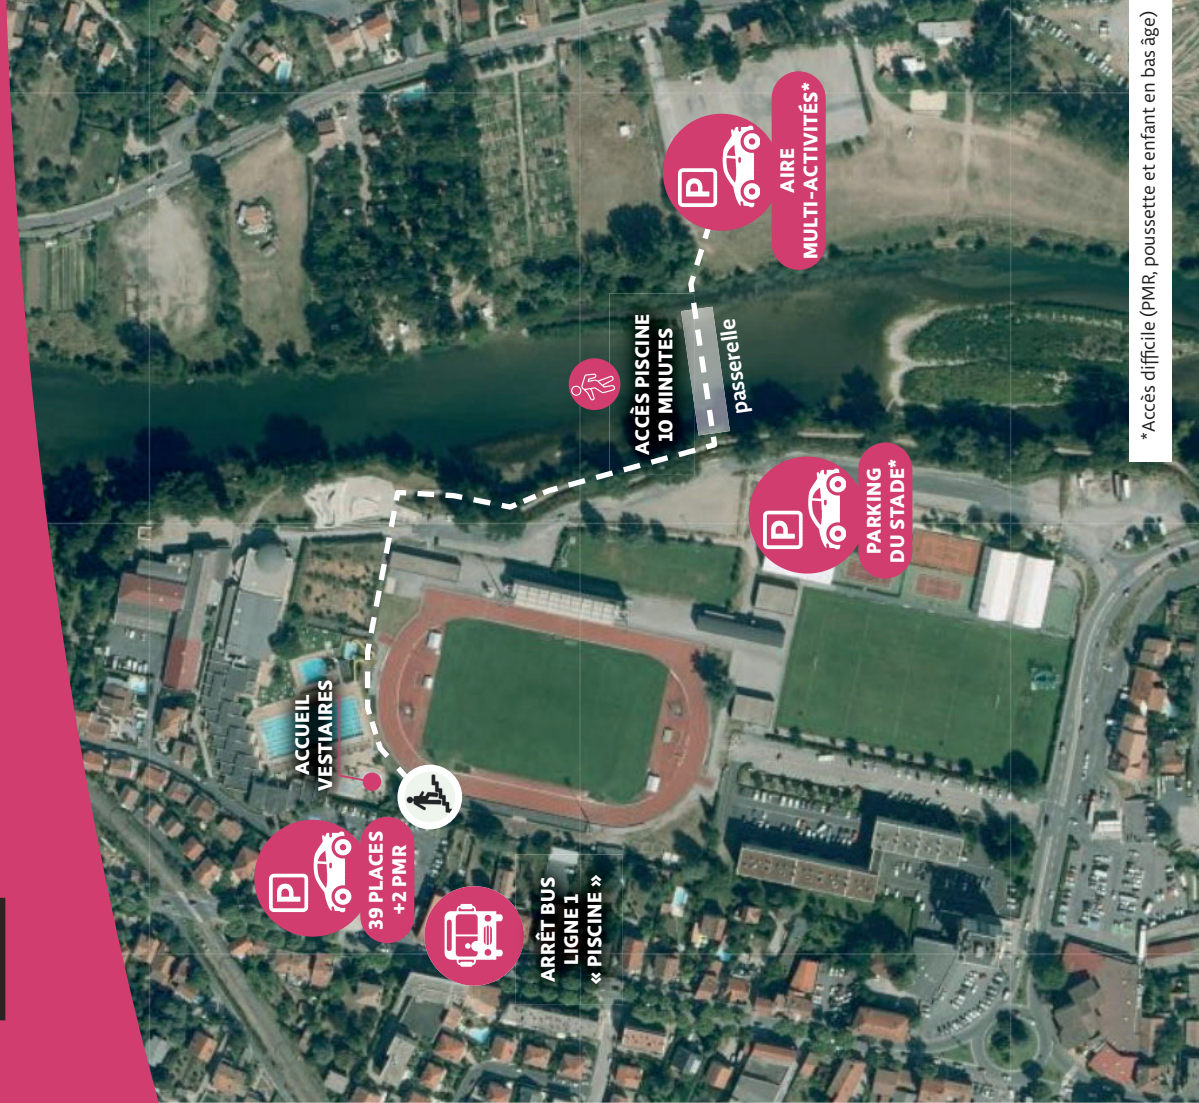 ACCUEIL
VESTIAIRES
P
39 PLACES
+2 PMR
ARRÊT BUS
LIGNE 1
« PISCINE »
ACCÈS PISCINE
10 MINUTES
passerelle
P
AIRE
MULTI-ACTIVITÉS*
P
PARKING
DU STADE*
*Accès difficile (PMR, poussette et enfant en bas âge)